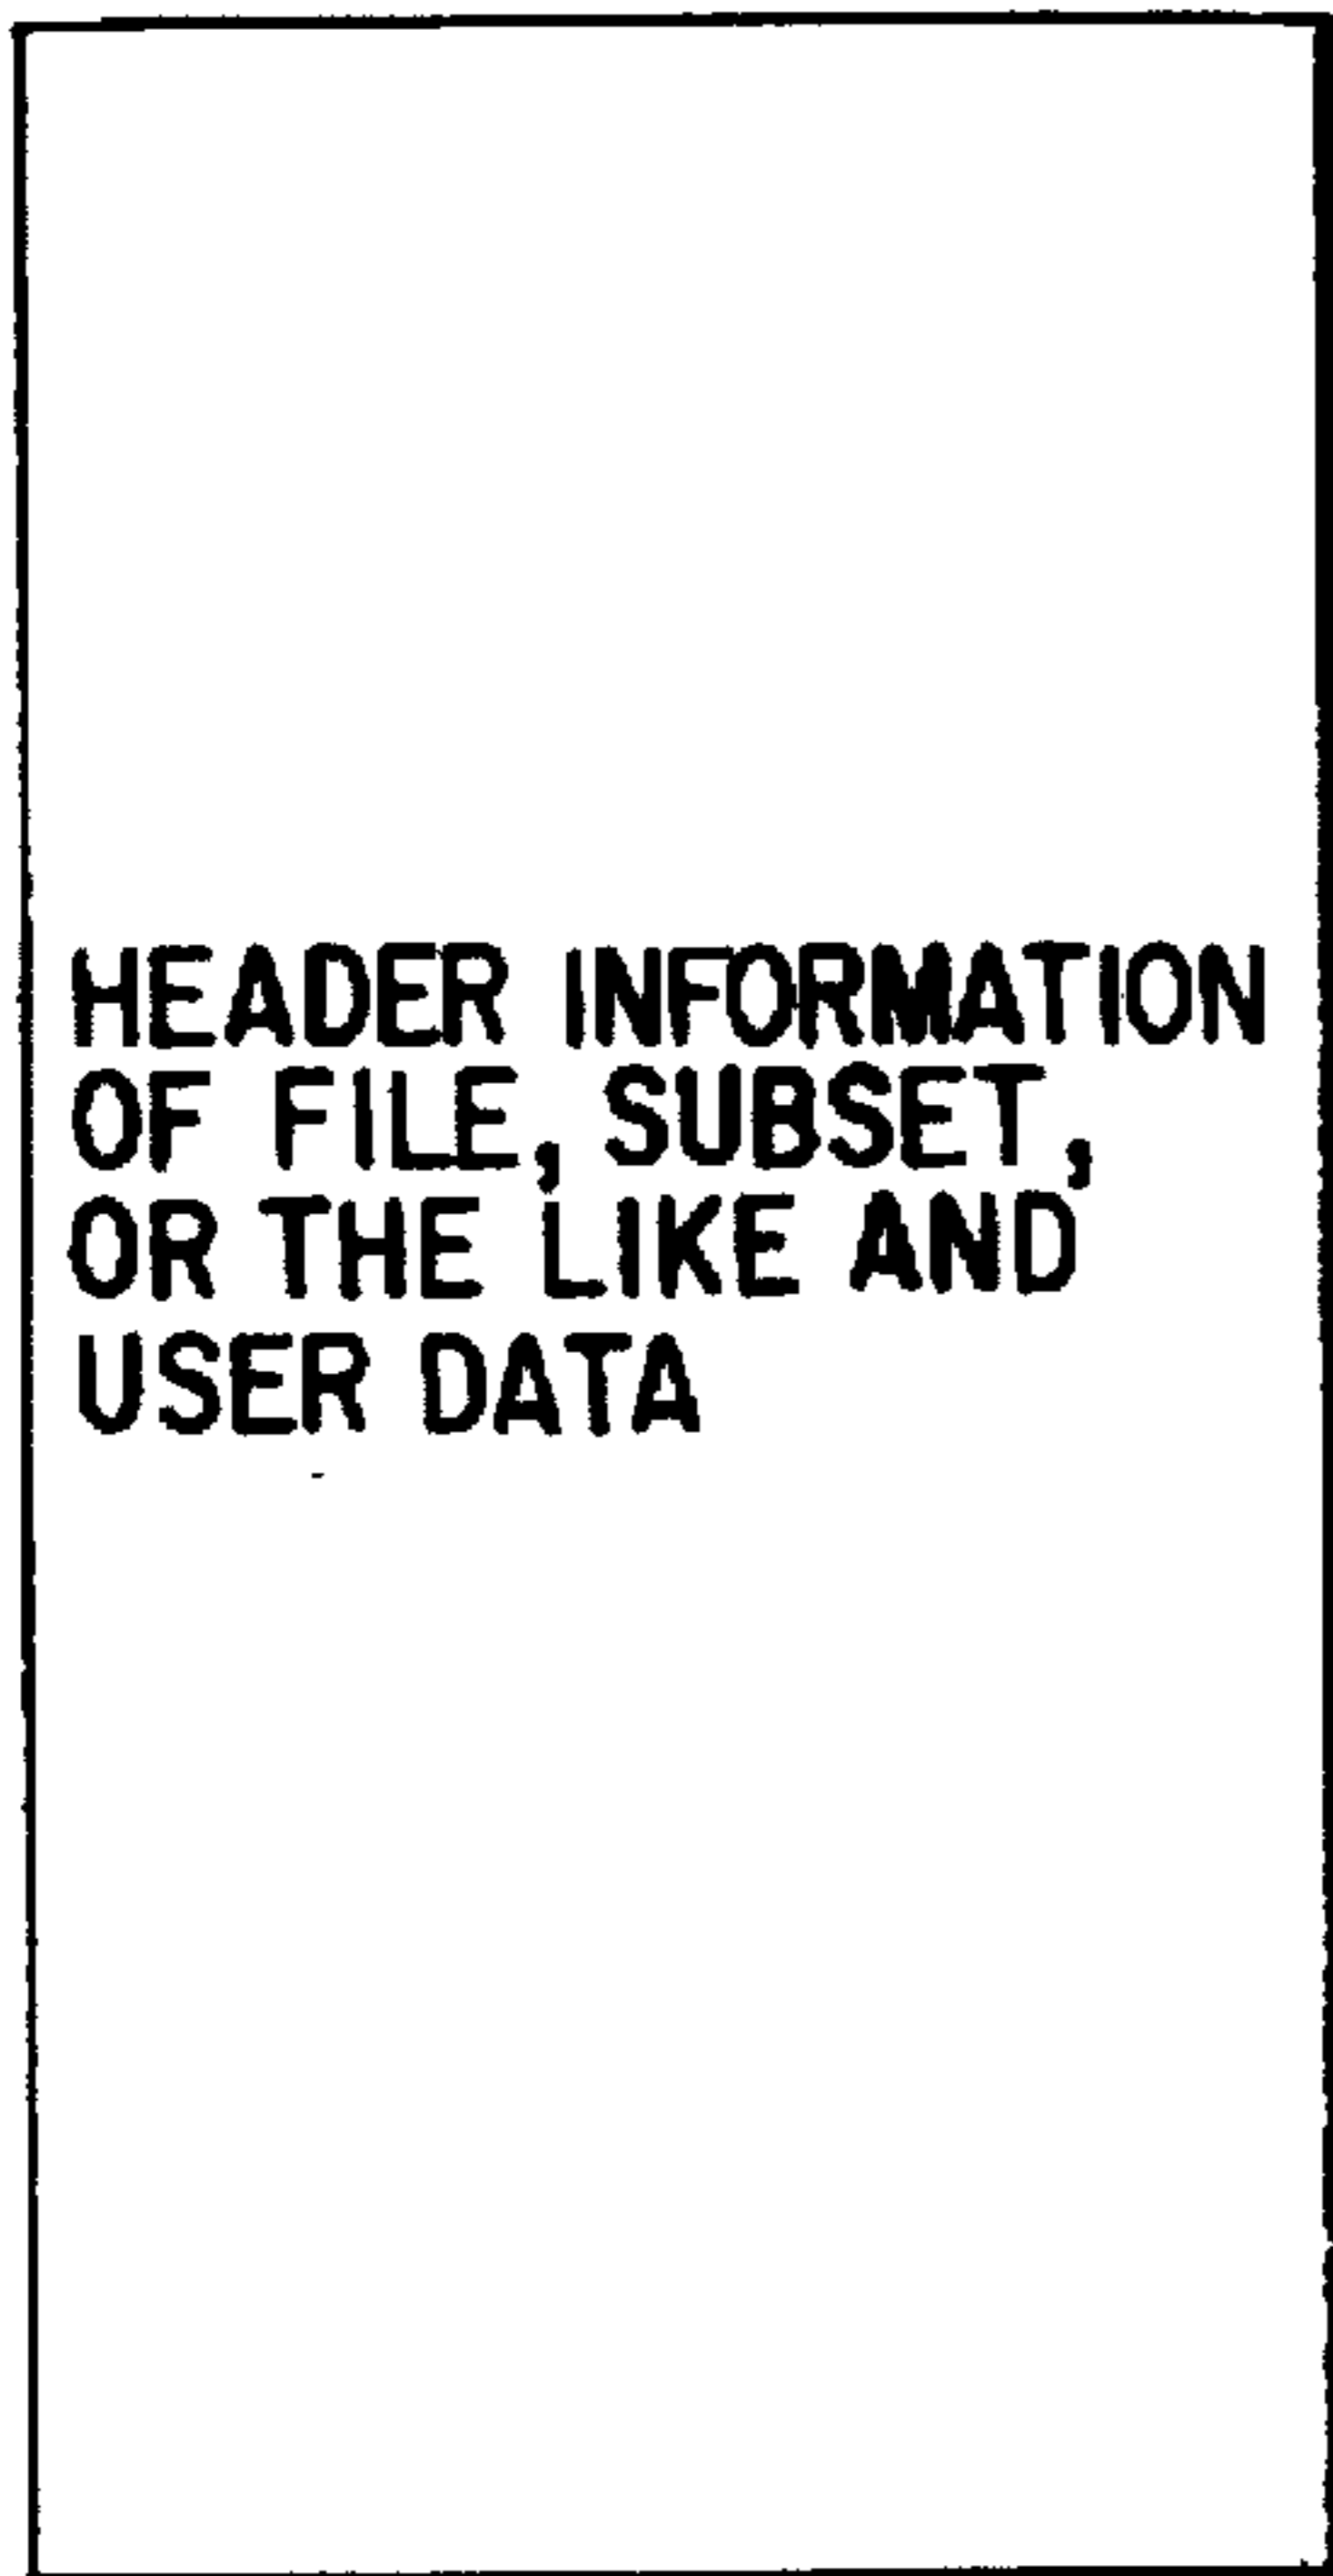 HEADER INFORMATION
OF FILE, SUBSET,
OR THE LIKE AND
USER DATA